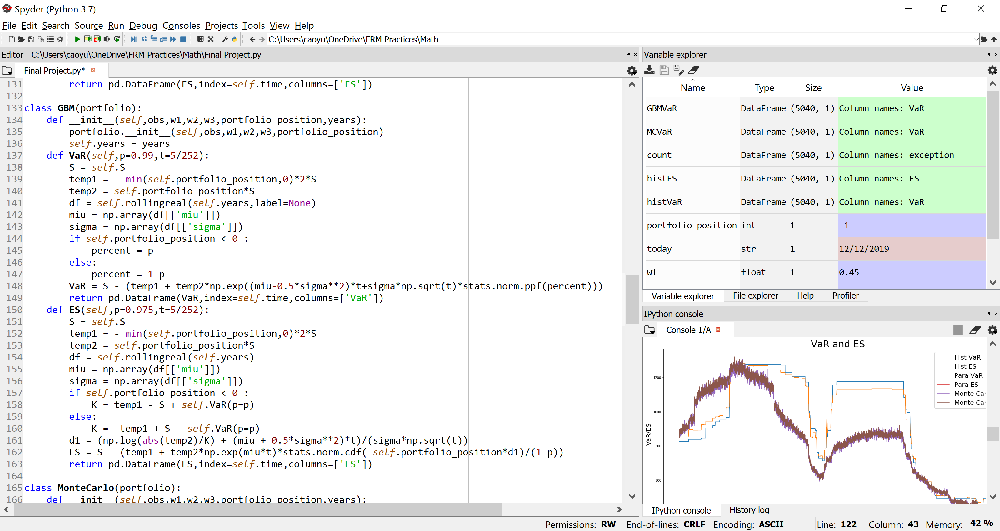 Spyder (Python 3.7)
File Edit Search Source Run Debug Consoles Projects Tools View Help
C:\Users\caoyu\OneDrive\FRM Practices\Math
Editor - C:\Users\caoyu\OneDrive\FRM Practices\Math\Final Project.py
Final Project.py*
131         return pd.DataFrame(ES,index=self.time,columns=['ES'])
132
133 class GBM(portfolio):
134     def __init__(self,obs,w1,w2,w3,portfolio_position,years):
135         portfolio.__init__(self,obs,w1,w2,w3,portfolio_position)
136         self.years = years
137     def VaR(self,p=0.99,t=5/252):
138         S = self.S
139         temp1 = - min(self.portfolio_position,0)*2*S
140         temp2 = self.portfolio_position*S
141         df = self.rollingreal(self.years,label=None)
142         miu = np.array(df[['miu']])
143         sigma = np.array(df[['sigma']])
144         if self.portfolio_position < 0 :
145             percent = p
146         else:
147             percent = 1-p
148         VaR = S - (temp1 + temp2*np.exp((miu-0.5*sigma**2)*t+sigma*np.sqrt(t)*stats.norm.ppf(percent)))
149         return pd.DataFrame(VaR,index=self.time,columns=['VaR'])
150     def ES(self,p=0.975,t=5/252):
151         S = self.S
152         temp1 = - min(self.portfolio_position,0)*2*S
153         temp2 = self.portfolio_position*S
154         df = self.rollingreal(self.years)
155         miu = np.array(df[['miu']])
156         sigma = np.array(df[['sigma']])
157         if self.portfolio_position < 0 :
158             K = temp1 - S + self.VaR(p=p)
159         else:
160             K = -temp1 + S - self.VaR(p=p)
161         d1 = (np.log(abs(temp2)/K) + (miu + 0.5*sigma**2)*t)/(sigma*np.sqrt(t))
162         ES = S - (temp1 + temp2*np.exp(miu*t)*stats.norm.cdf(-self.portfolio_position*d1)/(1-p))
163         return pd.DataFrame(ES,index=self.time,columns=['ES'])
164
165 class MonteCarlo(portfolio):
166     def __init__(self,obs,w1,w2,w3,portfolio_position,years):
Variable explorer
Name Type Size Value
GBMVaR DataFrame (5040, 1) Column names: VaR
MCVaR DataFrame (5040, 1) Column names: VaR
count DataFrame (5040, 1) Column names: exception
histES DataFrame (5040, 1) Column names: ES
histVaR DataFrame (5040, 1) Column names: VaR
portfolio_position int 1 -1
today str 1 12/12/2019
w1 float 1 0.45
Variable explorer File explorer Help Profiler
IPython console
Console 1/A
VaR and ES
Hist VaR
Hist ES
Para VaR
Para ES
Monte Car
Monte Car
1200
1000
800
600
VaR/ES
IPython console History log
Permissions: RW End-of-lines: CRLF Encoding: ASCII Line: 122 Column: 43 Memory: 42 %